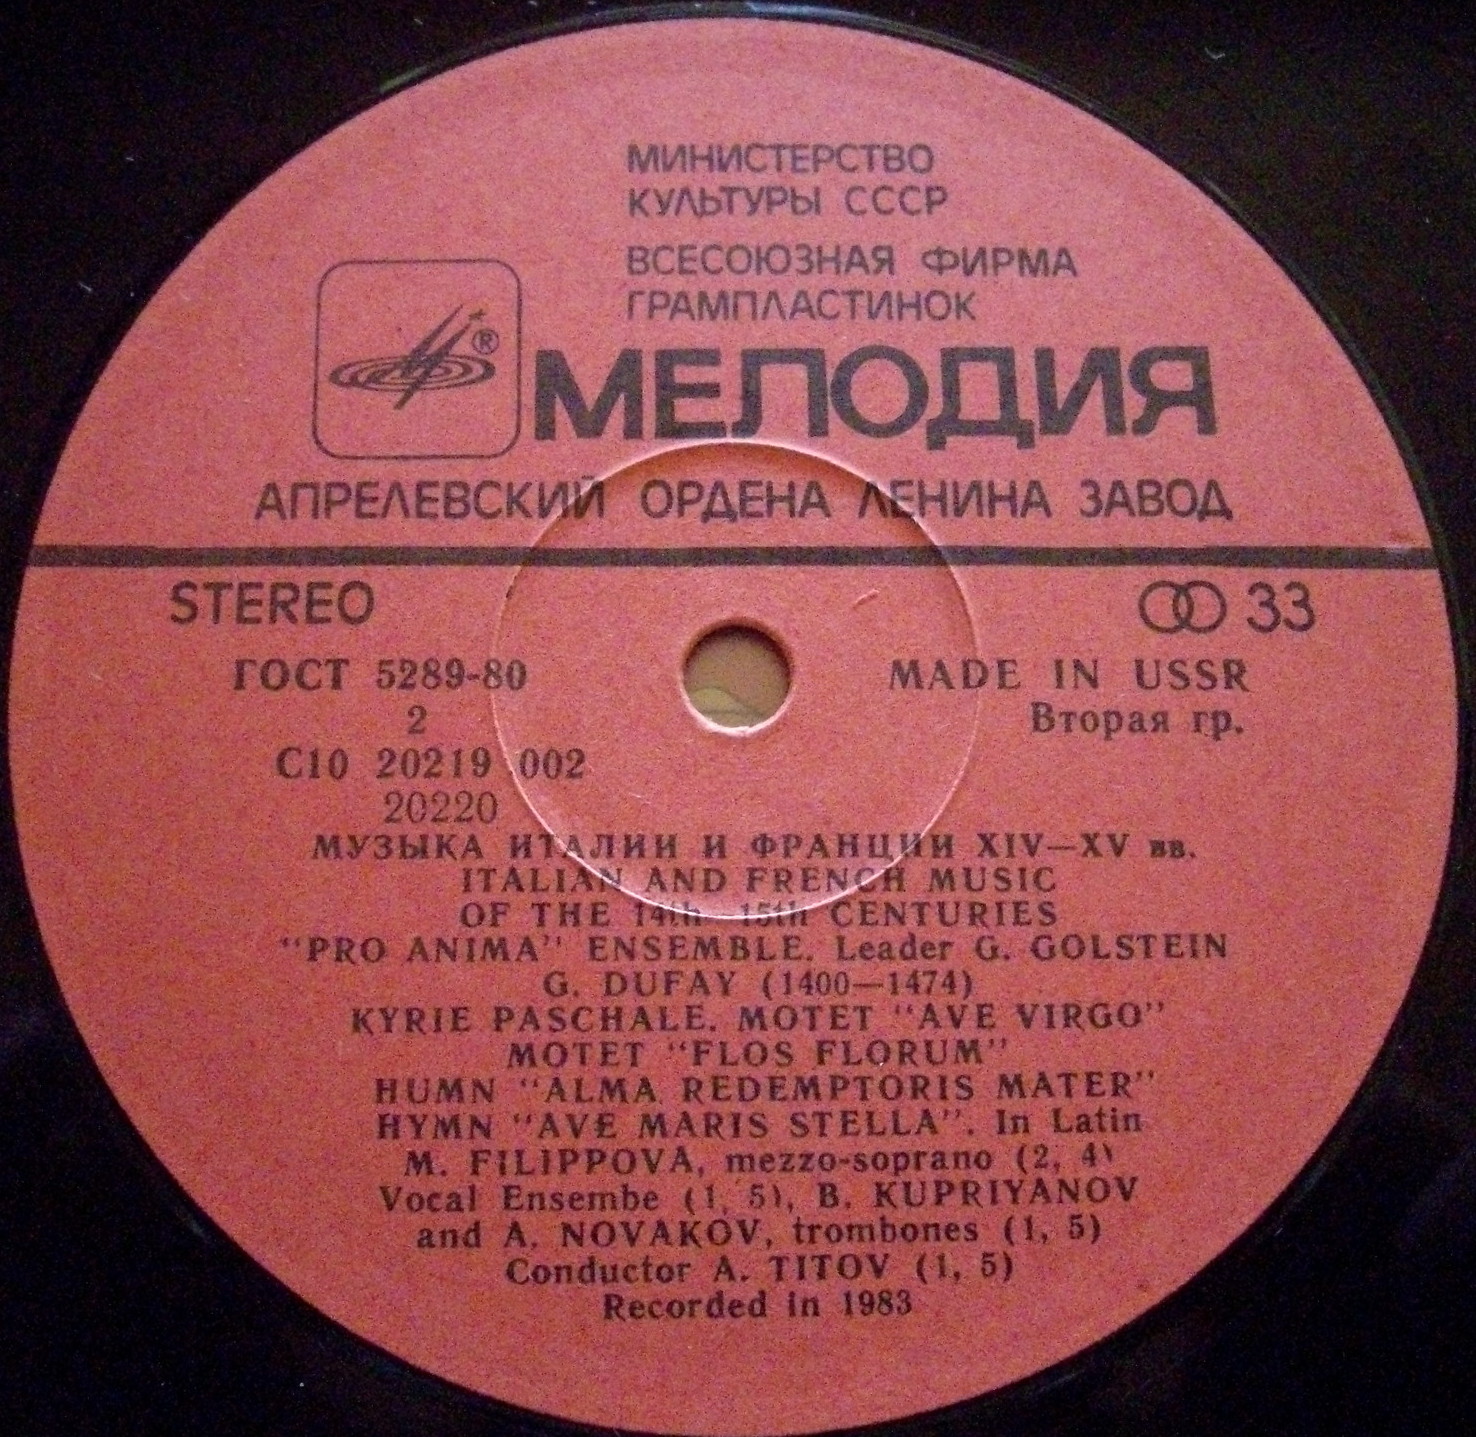 МИНИСТЕРСТВО
КУЛЬТУРЫ СССР
ВСЕСОЮЗНАЯ ФИРМА
ГРАМПЛАСТИНОК
®
МЕЛОДИЯ
АПРЕЛЕВСКИЙ ОРДЕНА ЛЕНИНА ЗАВОД
STEREO 33
ГОСТ 5289-80 MADE IN USSR
2 Вторая гр.
С10 20219 002
20220
МУЗЫКА ИТАЛИИ И ФРАНЦИИ XIV—XV вв.
ITALIAN AND FRENCH MUSIC
OF THE 14th—15th CENTURIES
"PRO ANIMA" ENSEMBLE. Leader G. GOLSTEIN
G. DUFAY (1400—1474)
KYRIE PASCHALE. MOTET "AVE VIRGO"
MOTET "FLOS FLORUM"
HUMN "ALMA REDEMPTORIS MATER"
HYMN "AVE MARIS STELLA". In Latin
M. FILIPPOVA, mezzo-soprano (2, 4)
Vocal Ensembe (1, 5), B. KUPRIYANOV
and A. NOVAKOV, trombones (1, 5)
Conductor A. TITOV (1, 5)
Recorded in 1983